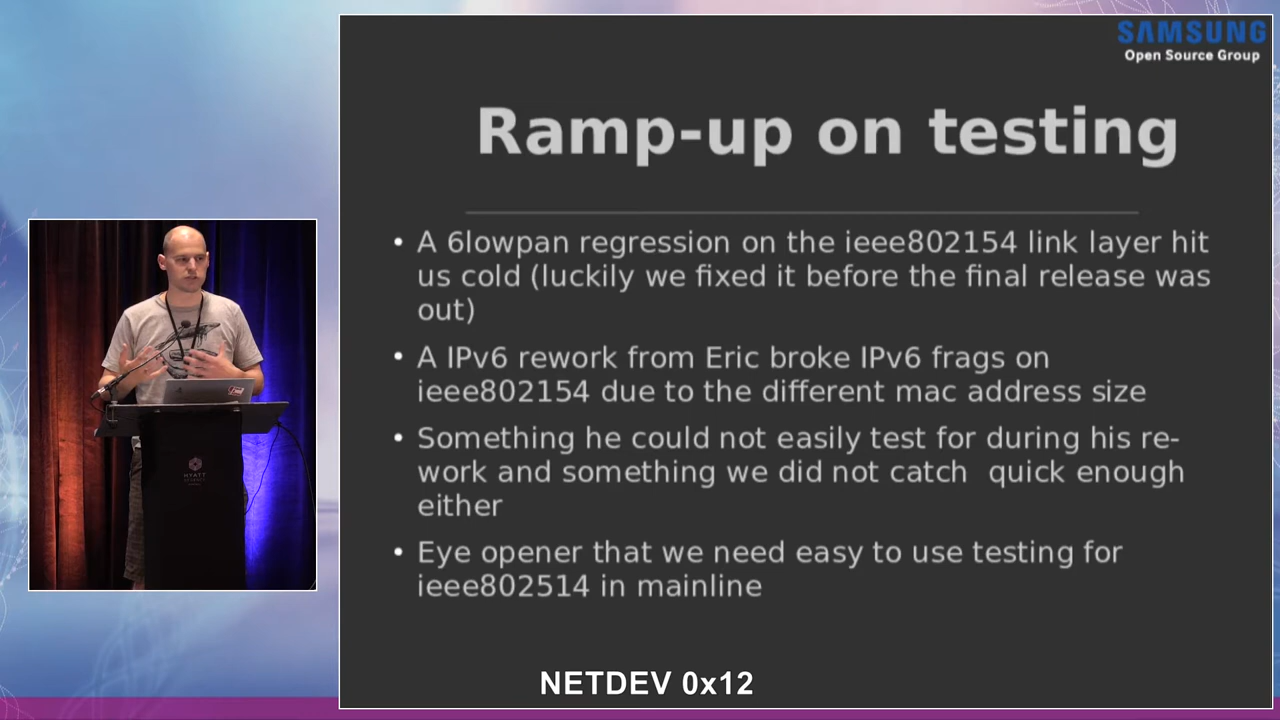 SAMSUNG
Open Source Group
Ramp-up on testing
• A 6lowpan regression on the ieee802154 link layer hit
us cold (luckily we fixed it before the final release was
out)
• A IPv6 rework from Eric broke IPv6 frags on
ieee802154 due to the different mac address size
• Something he could not easily test for during his re-
work and something we did not catch  quick enough
either
• Eye opener that we need easy to use testing for
ieee802514 in mainline
HYATT
NETDEV 0x12